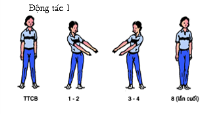 Động tác 1
TTCB 1 - 2 3 - 4 8 (lần cuối)